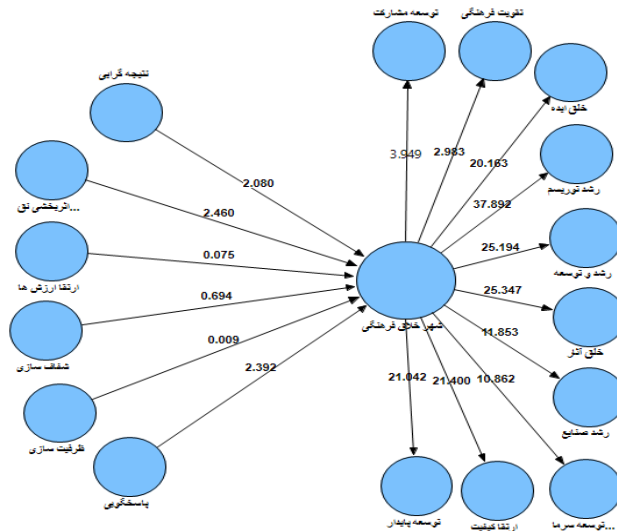 توسعه مشارکت
تقویت فرهنگی
خلق ایده
رشد توریسم
رشد و توسعه
خلق آثار
رشد صنایع
توسعه سرما...
ارتقا کیفیت
توسعه پایدار
نتیجه گرایی
اثربخشی نق...
ارتقا ارزش ها
شفاف سازی
ظرفیت سازی
پاسخگویی
شهر خلاق فرهنگی
3.949
2.983
20.163
37.892
25.194
25.347
11.853
10.862
21.400
21.042
2.080
2.460
0.075
0.694
0.009
2.392